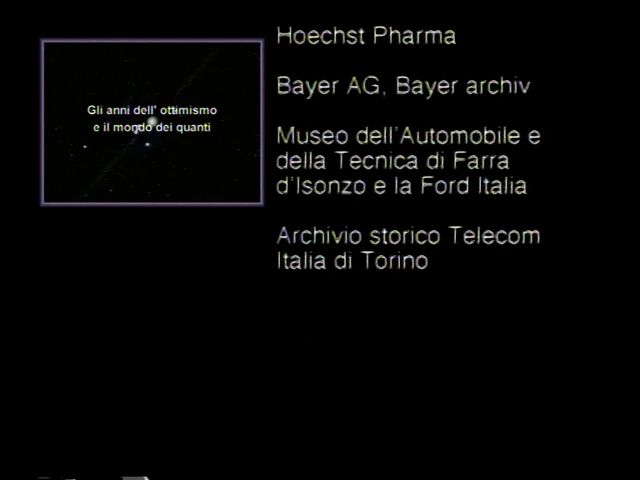 Gli anni dell' ottimismo
e il mondo dei quanti
Hoechst Pharma
Bayer AG, Bayer archiv
Museo dell'Automobile e
della Tecnica di Farra
d'Isonzo e la Ford Italia
Archivio storico Telecom
Italia di Torino